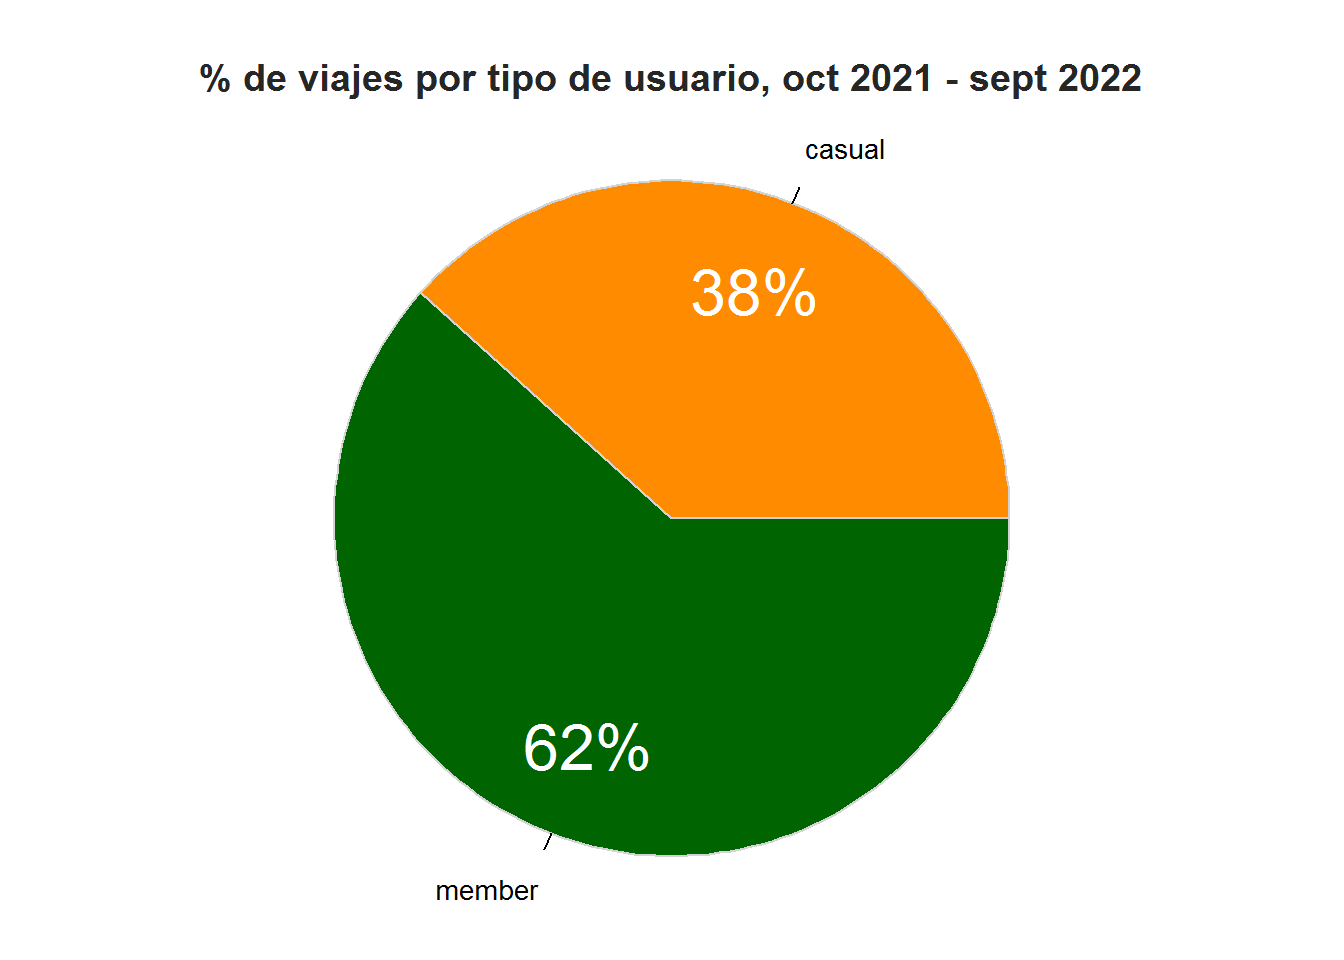 % de viajes por tipo de usuario, oct 2021 - sept 2022
casual
38%
62%
member